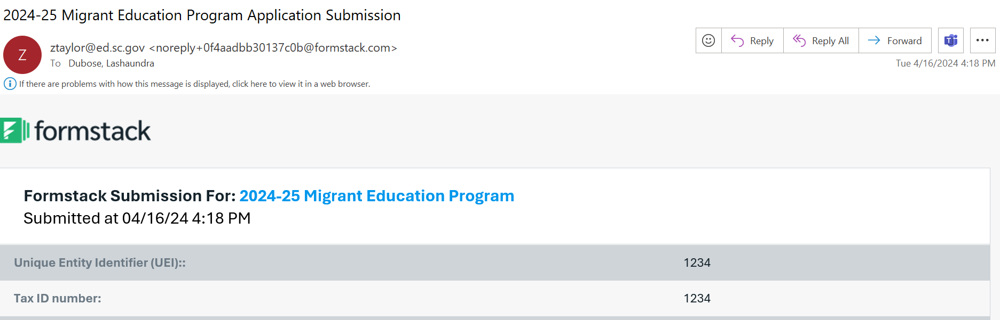 2024-25 Migrant Education Program Application Submission
Z
ztaylor@ed.sc.gov <noreply+0f4aadbb30137c0b@formstack.com>
To Dubose, Lashaundra
Reply
Reply All
Forward
Tue 4/16/2024 4:18 PM
If there are problems with how this message is displayed, click here to view it in a web browser.
formstack
Formstack Submission For: 2024-25 Migrant Education Program
Submitted at 04/16/24 4:18 PM
Unique Entity Identifier (UEI):: 1234
Tax ID number: 1234